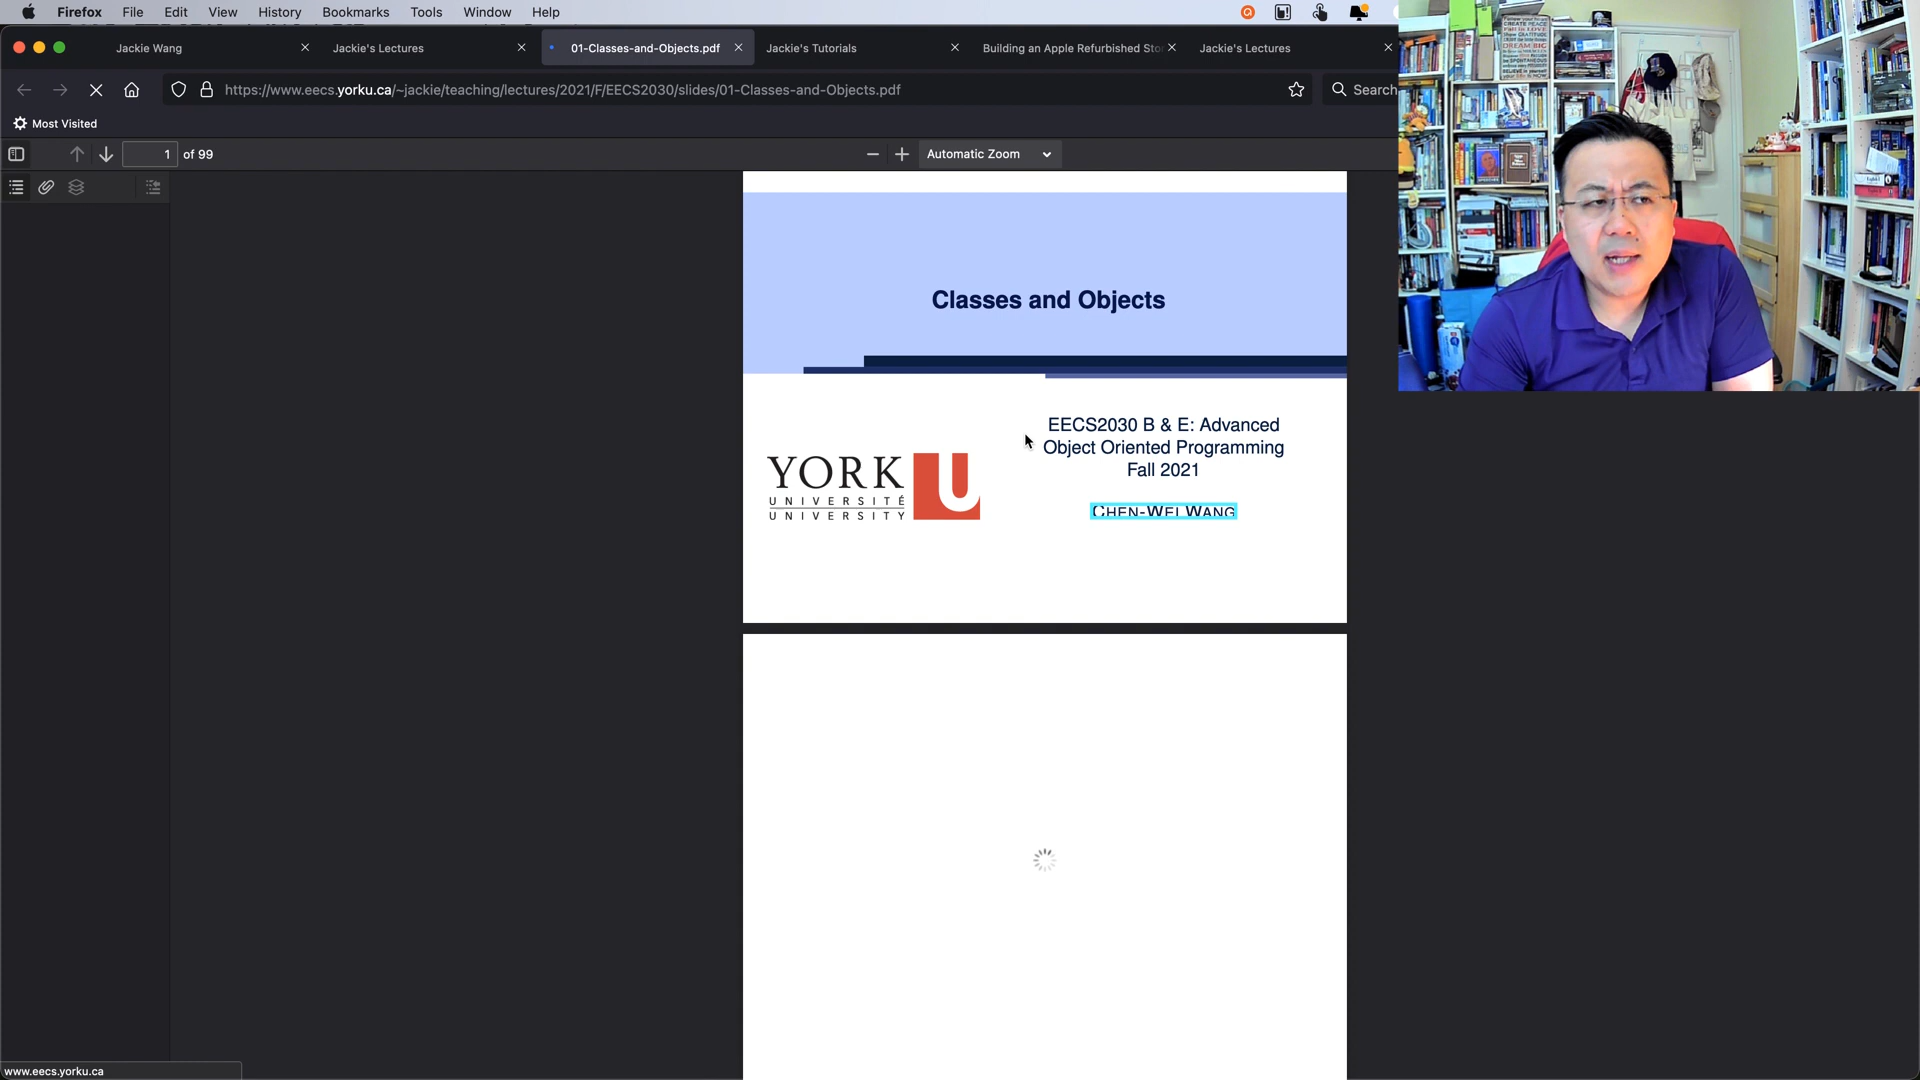 Firefox File Edit View History Bookmarks Tools Window Help
Jackie Wang
Jackie's Lectures
01-Classes-and-Objects.pdf
Jackie's Tutorials
Building an Apple Refurbished Sto
Jackie's Lectures
https://www.eecs.yorku.ca/~jackie/teaching/lectures/2021/F/EECS2030/slides/01-Classes-and-Objects.pdf
Search
Most Visited
1 of 99
Automatic Zoom
Classes and Objects
EECS2030 B & E: Advanced
Object Oriented Programming
Fall 2021
CHEN-WEI WANG
YORK U
UNIVERSITÉ
UNIVERSITY
www.eecs.yorku.ca